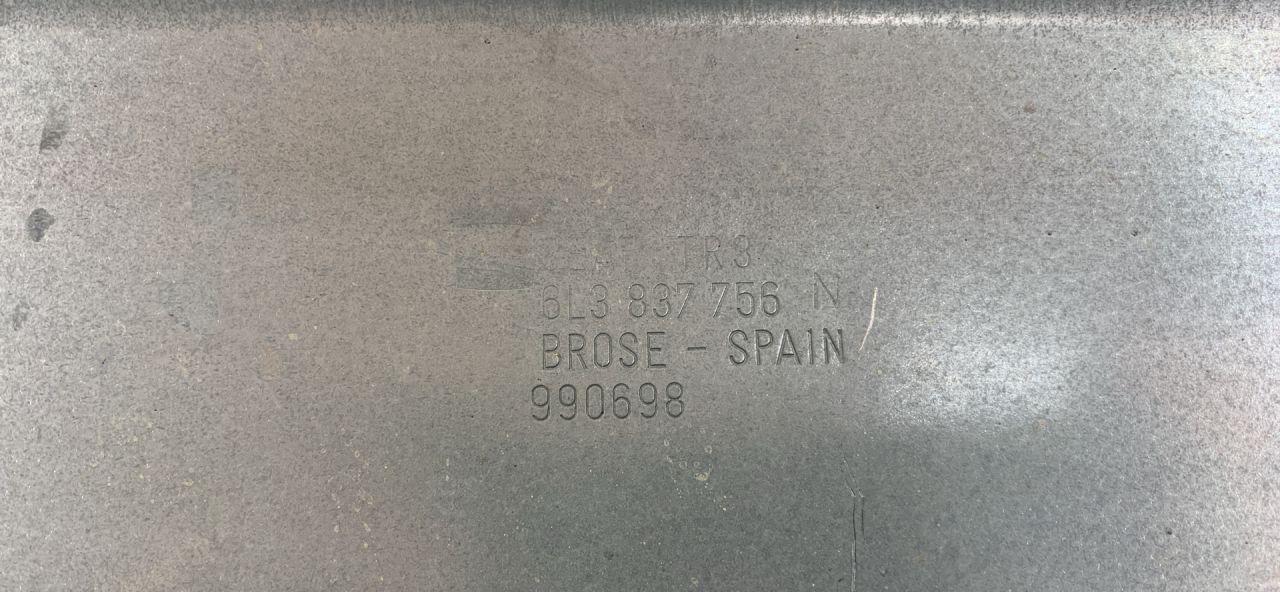 TR3
6L3 837 756 N
BROSE - SPAIN
990698